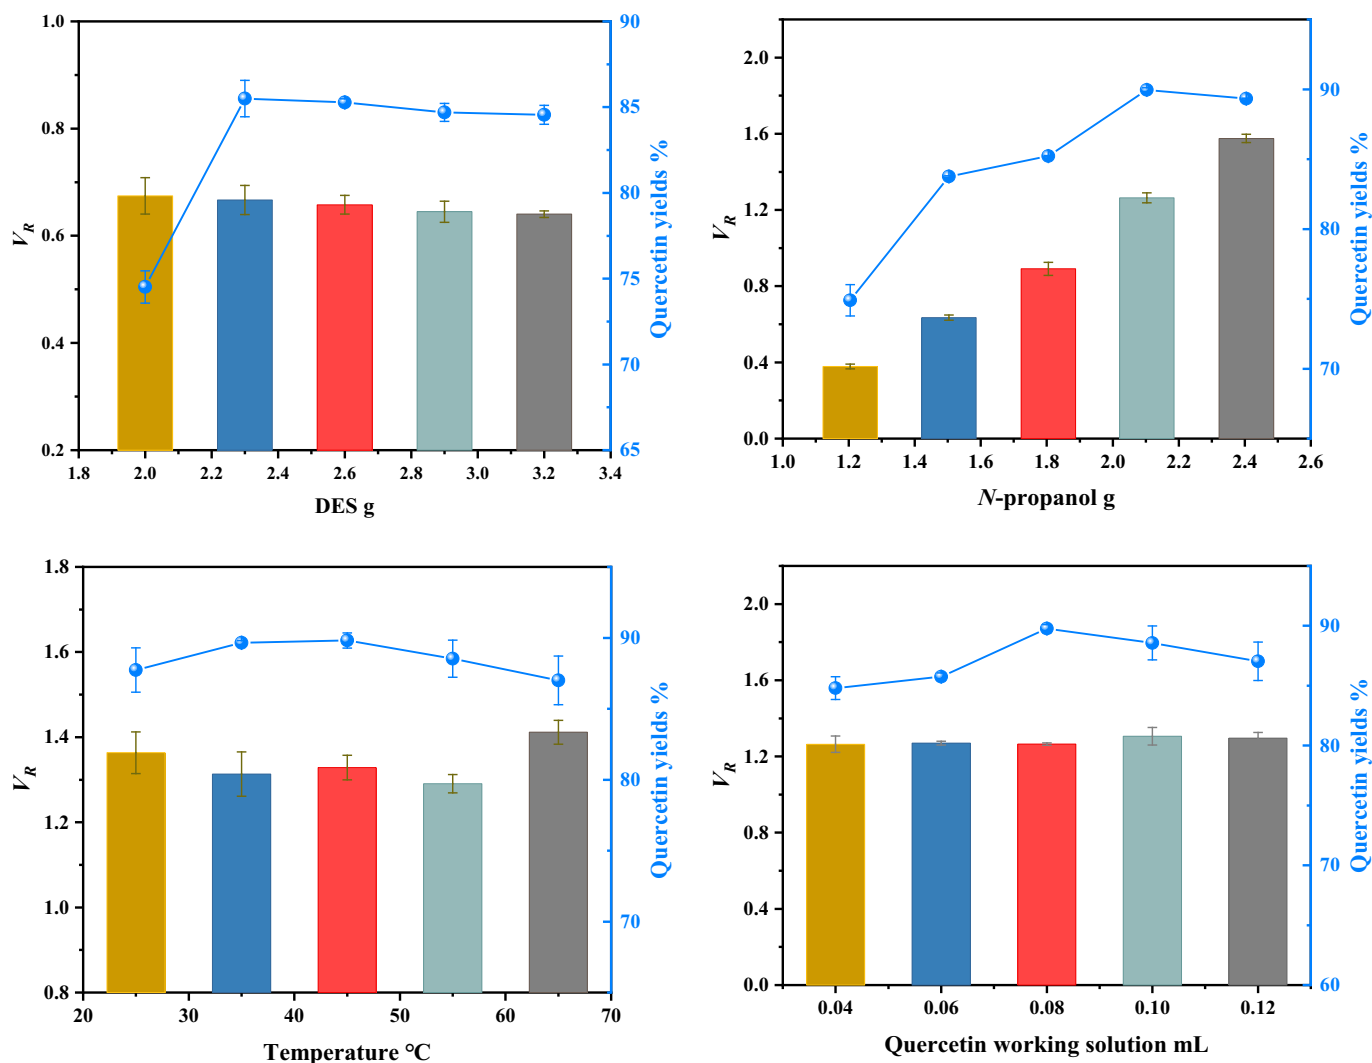 1.0
0.8
0.6
0.4
0.2
V_R
90
85
80
75
70
65
Quercetin yields %
1.8 2.0 2.2 2.4 2.6 2.8 3.0 3.2 3.4
DES g
2.0
1.6
1.2
0.8
0.4
0.0
V_R
90
80
70
Quercetin yields %
1.0 1.2 1.4 1.6 1.8 2.0 2.2 2.4 2.6
N-propanol g
1.8
1.6
1.4
1.2
1.0
0.8
V_R
90
80
70
Quercetin yields %
20 30 40 50 60 70
Temperature °C
2.0
1.6
1.2
0.8
0.4
0.0
V_R
90
80
70
60
Quercetin yields %
0.04 0.06 0.08 0.10 0.12
Quercetin working solution mL